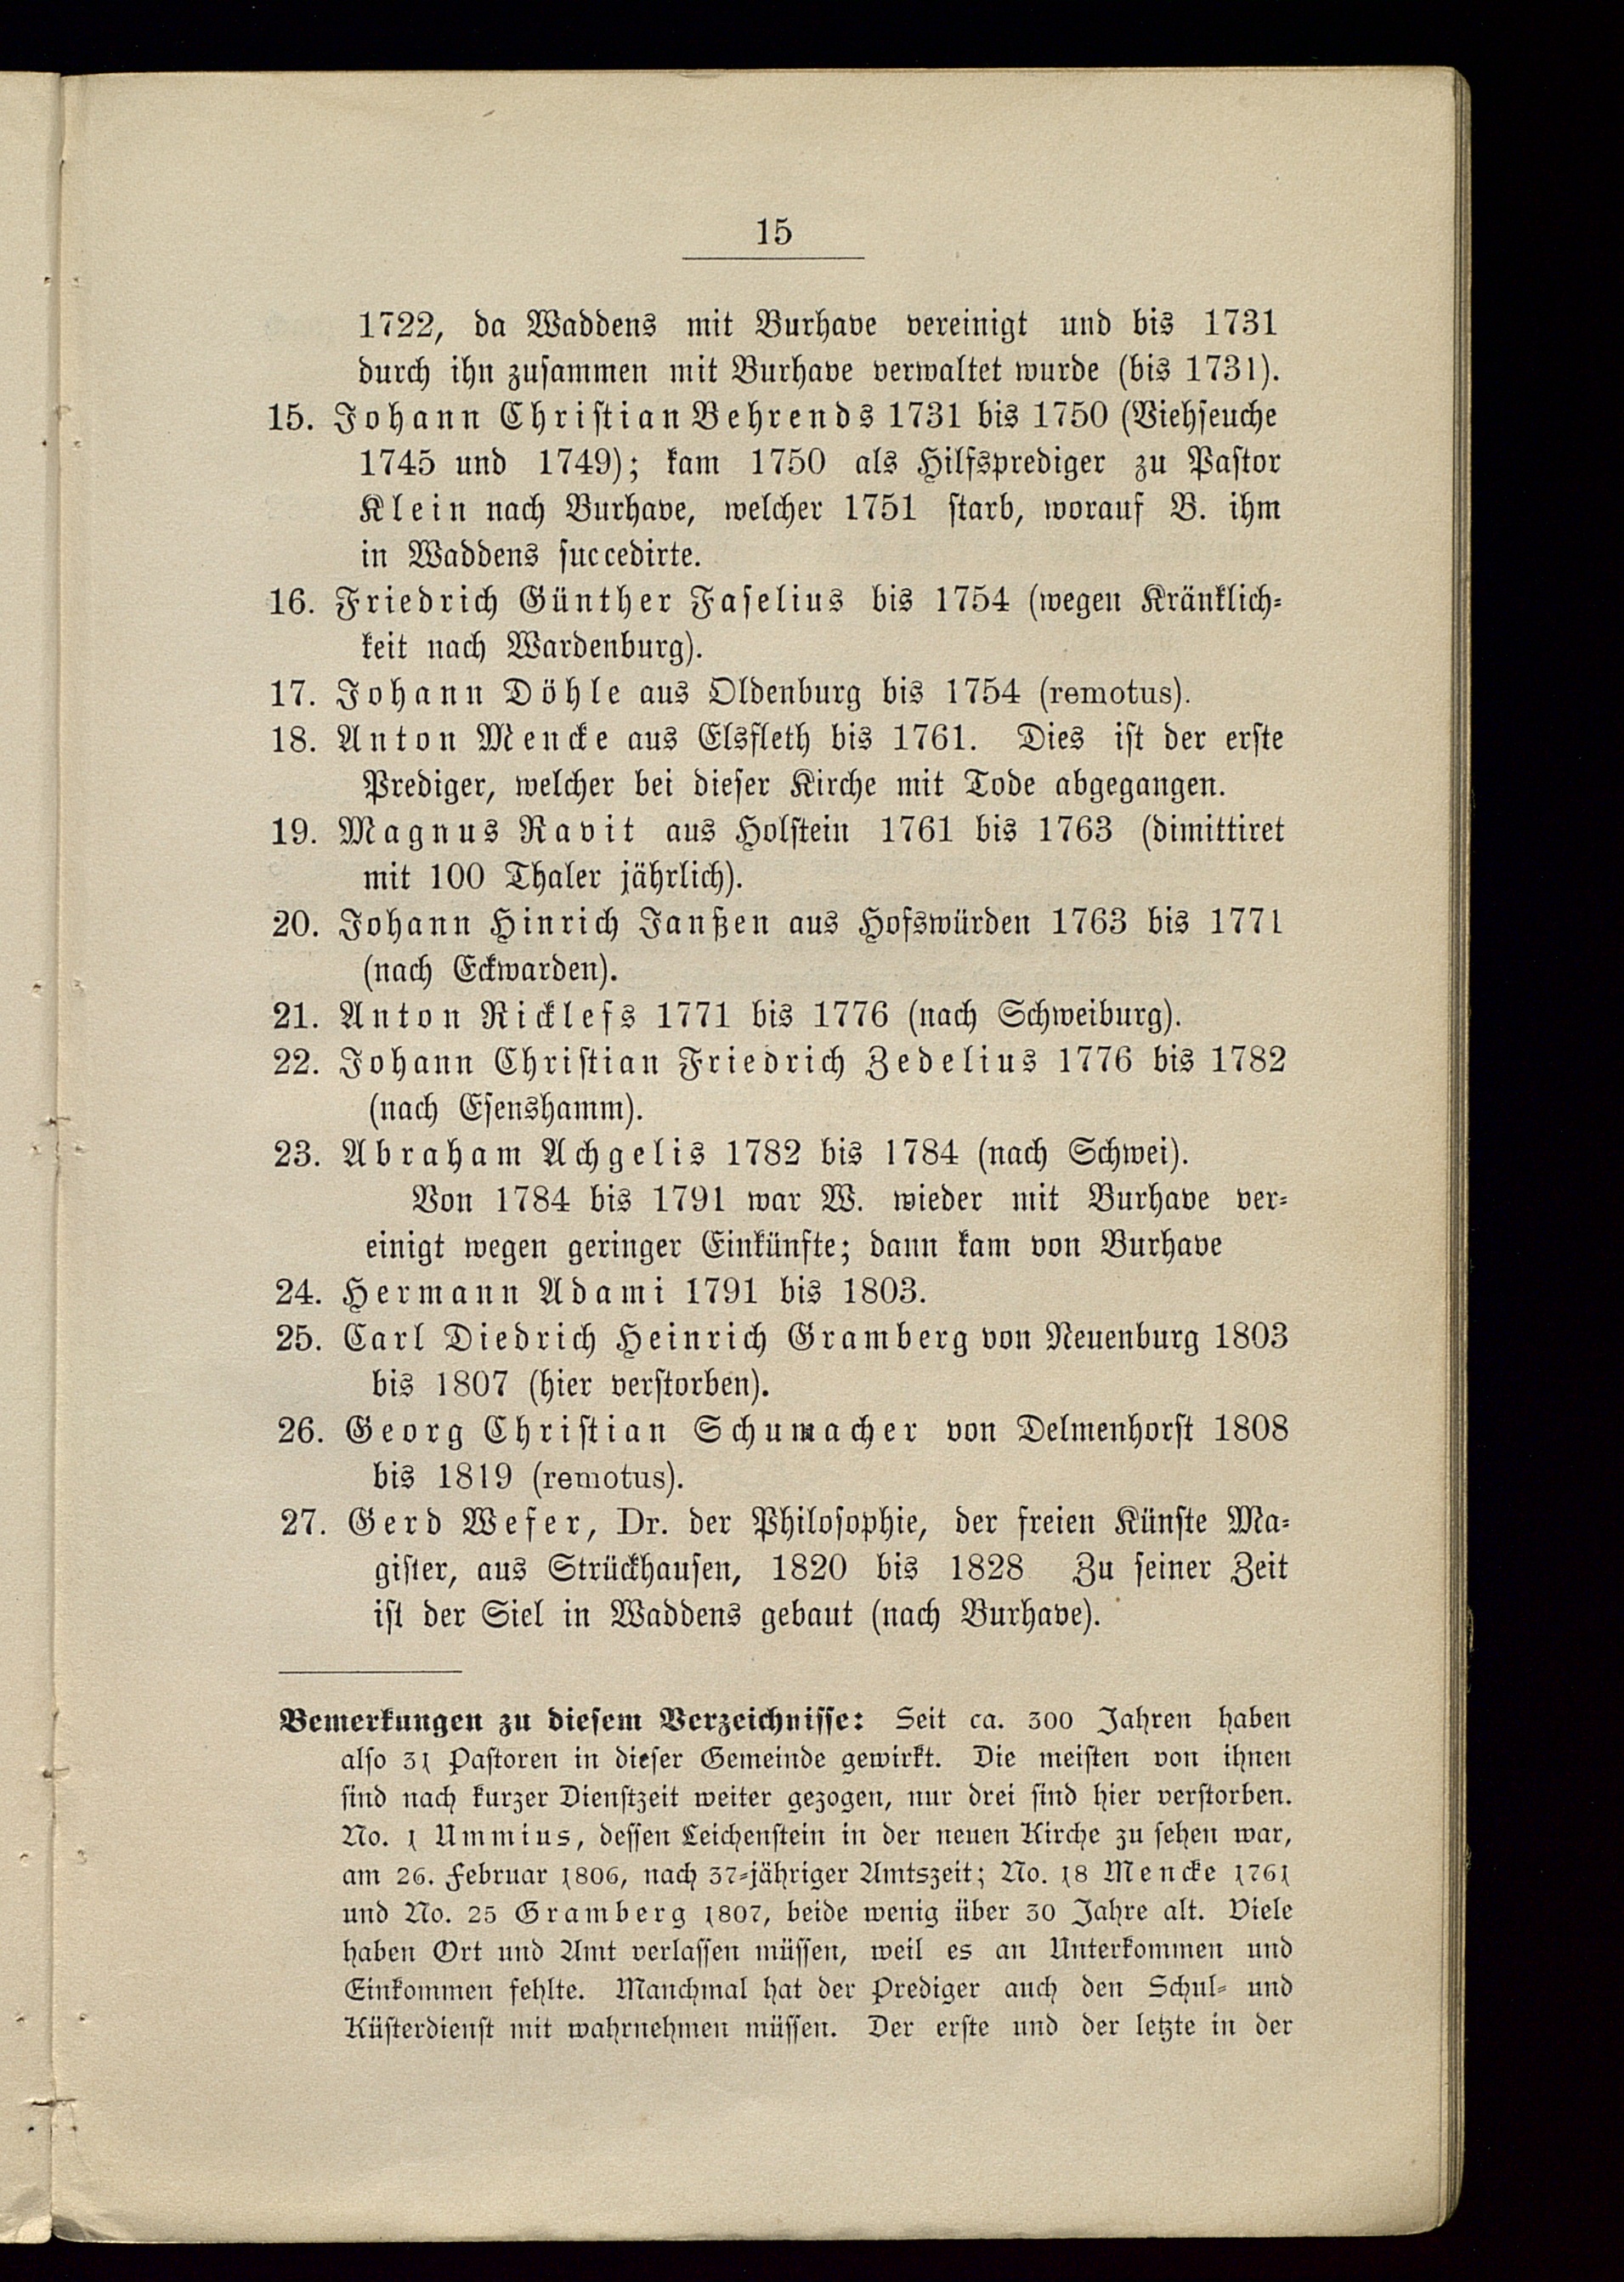 15
1722, da Waddens mit Burhave vereinigt und bis 1731
durch ihn zusammen mit Burhave verwaltet wurde (bis 1731).
15. Johann Christian Behrends 1731 bis 1750 (Viehseuche
1745 und 1749); kam 1750 als Hilfsprediger zu Pastor
Klein nach Burhave, welcher 1751 starb, worauf B. ihm
in Waddens succedirte.
16. Friedrich Günther Faselius bis 1754 (wegen Kränklich-
keit nach Wardenburg).
17. Johann Döhle aus Oldenburg bis 1754 (remotus).
18. Anton Mencke aus Elsfleth bis 1761. Dies ist der erste
Prediger, welcher bei dieser Kirche mit Tode abgegangen.
19. Magnus Ravit aus Holstein 1761 bis 1763 (dimittiret
mit 100 Thaler jährlich).
20. Johann Hinrich Janßen aus Hofswürden 1763 bis 1771
(nach Eckwarden).
21. Anton Ricklefs 1771 bis 1776 (nach Schweiburg).
22. Johann Christian Friedrich Zedelius 1776 bis 1782
(nach Esenshamm).
23. Abraham Achgelis 1782 bis 1784 (nach Schwei).
Von 1784 bis 1791 war W. wieder mit Burhave ver-
einigt wegen geringer Einkünfte; dann kam von Burhave
24. Hermann Adami 1791 bis 1803.
25. Carl Diedrich Heinrich Gramberg von Neuenburg 1803
bis 1807 (hier verstorben).
26. Georg Christian Schumacher von Delmenhorst 1808
bis 1819 (remotus).
27. Gerd Wefer, Dr. der Philosophie, der freien Künste Ma-
gister, aus Strückhausen, 1820 bis 1828 Zu seiner Zeit
ist der Siel in Waddens gebaut (nach Burhave).
Bemerkungen zu diesem Verzeichnisse: Seit ca. 300 Jahren haben
also 31 Pastoren in dieser Gemeinde gewirkt. Die meisten von ihnen
sind nach kurzer Dienstzeit weiter gezogen, nur drei sind hier verstorben.
No. 1 Ummius, dessen Leichenstein in der neuen Kirche zu sehen war,
am 26. Februar 1806, nach 37-jähriger Amtszeit; No. 18 Mencke 1761
und No. 25 Gramberg 1807, beide wenig über 30 Jahre alt. Viele
haben Ort und Amt verlassen müssen, weil es an Unterkommen und
Einkommen fehlte. Manchmal hat der Prediger auch den Schul- und
Küsterdienst mit wahrnehmen müssen. Der erste und der letzte in der